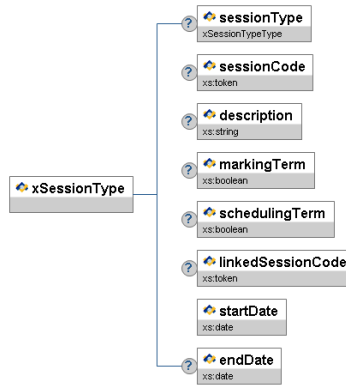 sessionType
xSessionTypeType
?
sessionCode
xs:token
?
description
xs:string
?
markingTerm
xs:boolean
?
xSessionType
schedulingTerm
xs:boolean
?
linkedSessionCode
xs:token
?
startDate
xs:date
endDate
xs:date
?